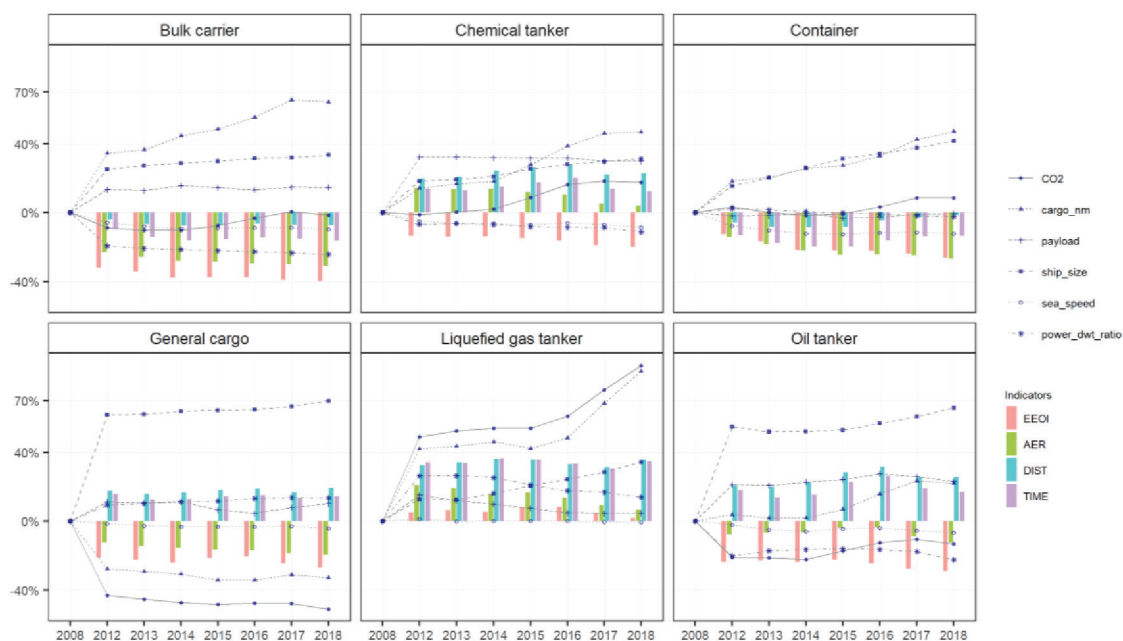 Bulk carrier
Chemical tanker
Container
70%
40%
0%
-40%
General cargo
Liquefied gas tanker
Oil tanker
70%
40%
0%
-40%
2008 2012 2013 2014 2015 2016 2017 2018
2008 2012 2013 2014 2015 2016 2017 2018
2008 2012 2013 2014 2015 2016 2017 2018
CO2
cargo_nm
payload
ship_size
sea_speed
power_dwt_ratio
Indicators
EEOI
AER
DIST
TIME